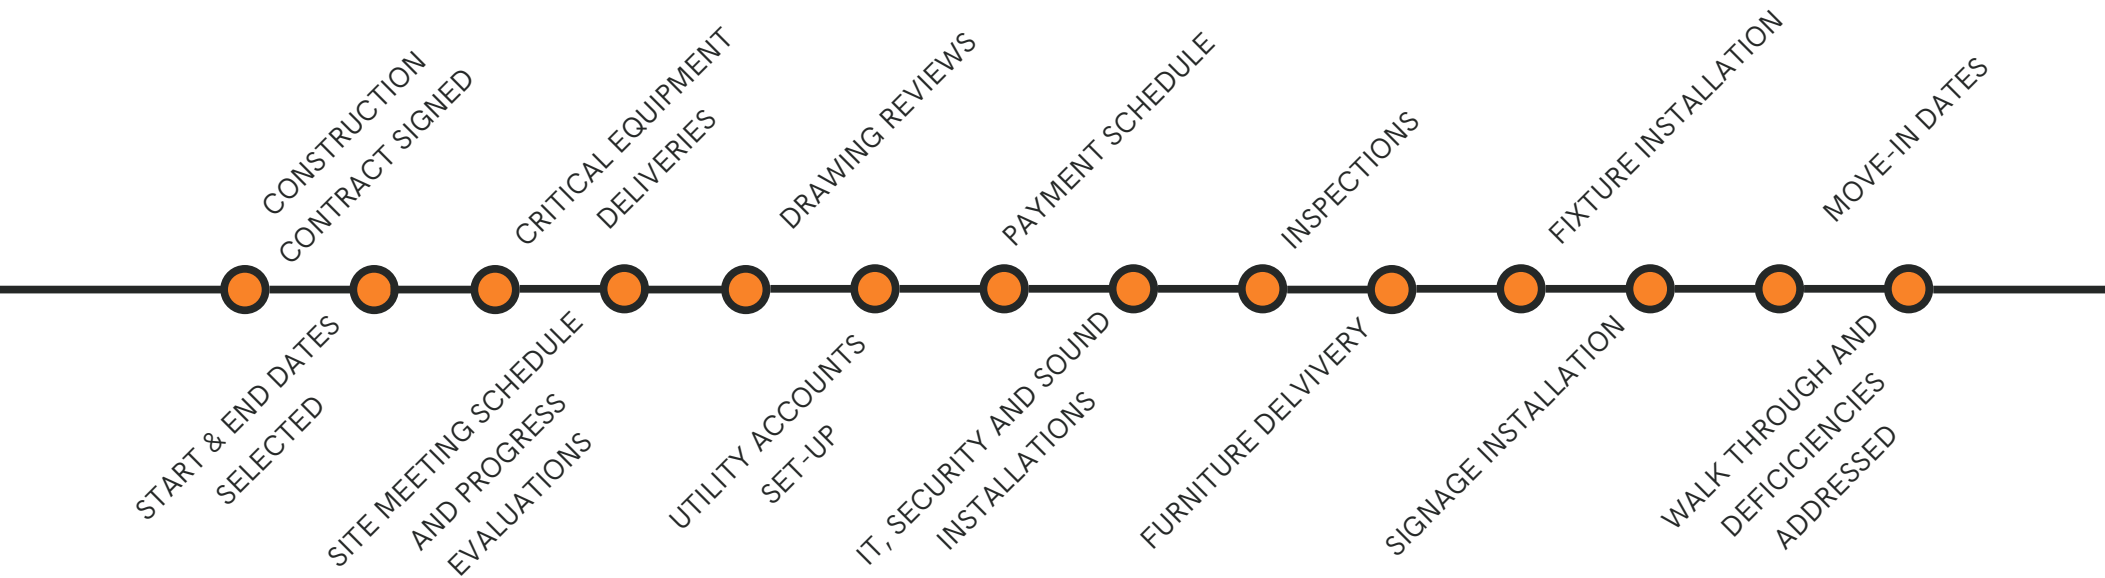 CONSTRUCTION
CONTRACT SIGNED
START & END DATES
SELECTED
CRITICAL EQUIPMENT
DELIVERIES
SITE MEETING SCHEDULE
AND PROGRESS
EVALUATIONS
DRAWING REVIEWS
UTILITY ACCOUNTS
SET-UP
PAYMENT SCHEDULE
IT, SECURITY AND SOUND
INSTALLATIONS
INSPECTIONS
FURNITURE DELVIVERY
FIXTURE INSTALLATION
SIGNAGE INSTALLATION
MOVE-IN DATES
WALK THROUGH AND
DEFICICIENCIES
ADDRESSED